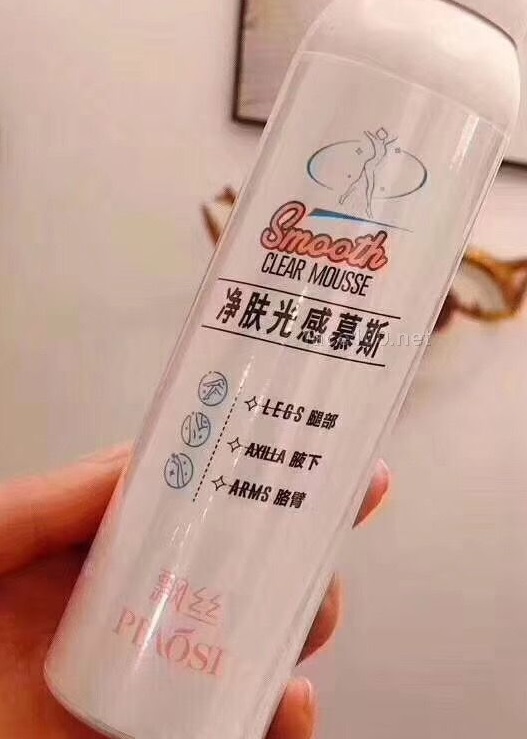 Smooth
CLEAR MOUSSE
净肤光感慕斯
LEGS 腿部
AXILLA 腋下
ARMS 胳臂
飘丝
PIAOSI